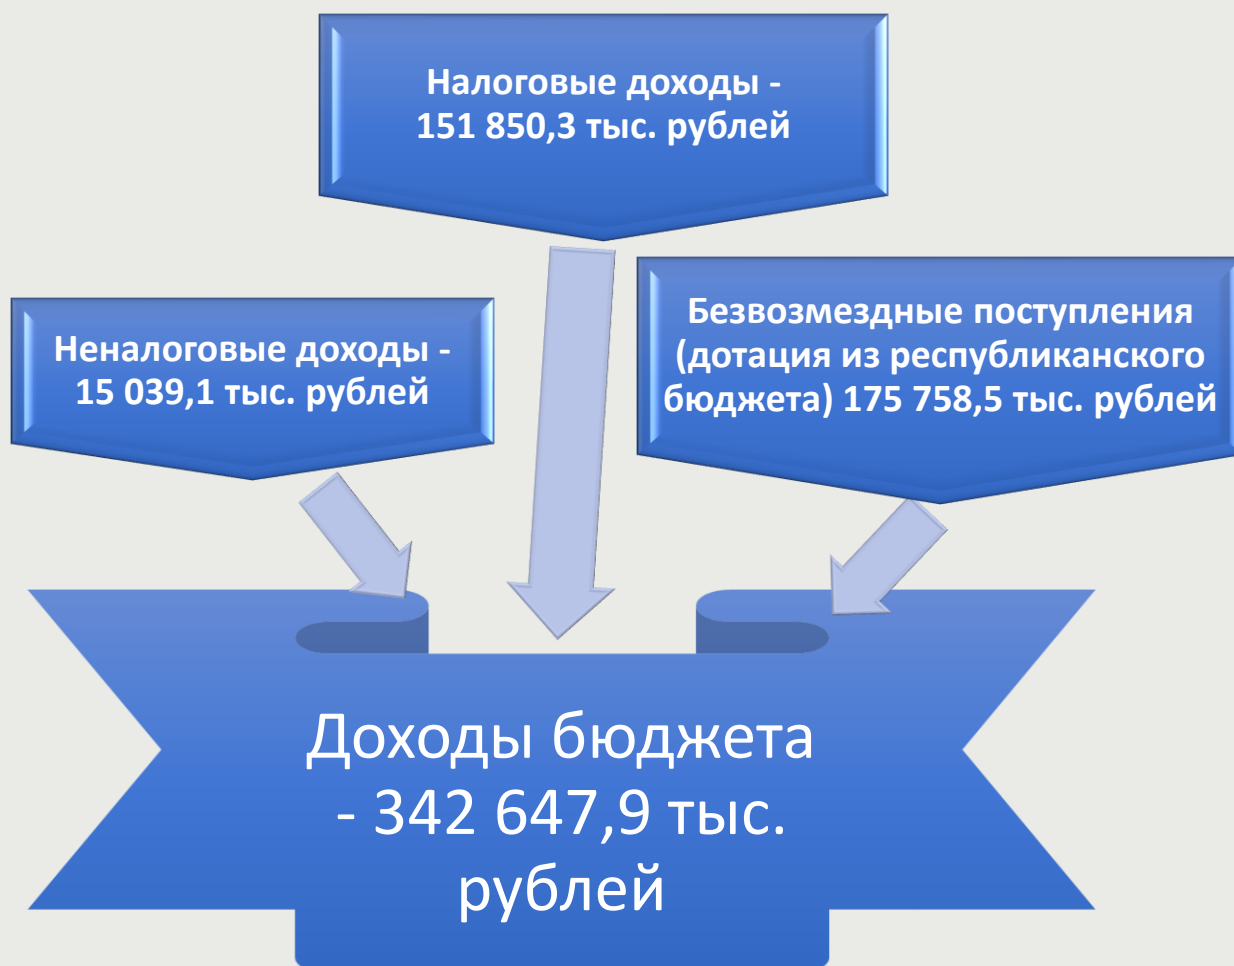 Налоговые доходы -
151 850,3 тыс. рублей
Неналоговые доходы -
15 039,1 тыс. рублей
Безвозмездные поступления
(дотация из республиканского
бюджета) 175 758,5 тыс. рублей
Доходы бюджета
- 342 647,9 тыс.
рублей